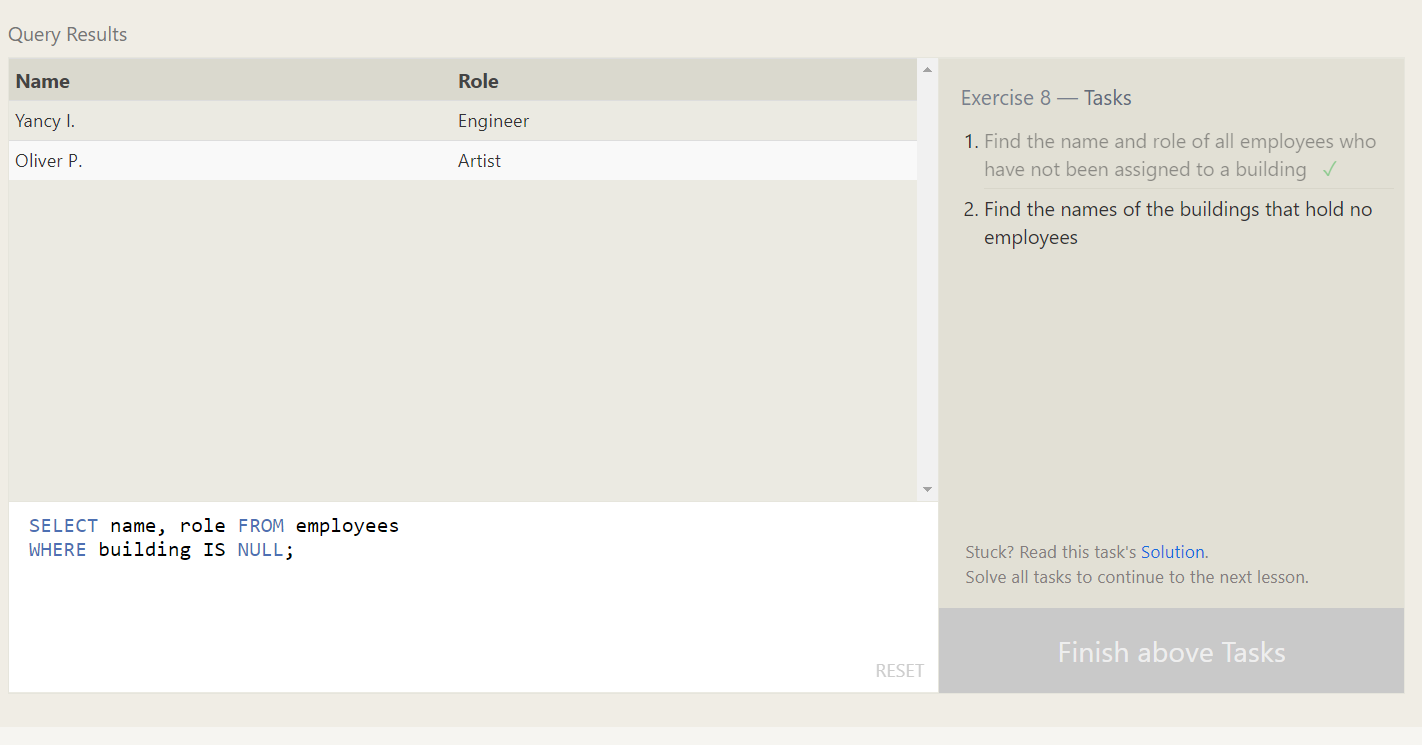 Query Results
Name Role
Yancy I. Engineer
Oliver P. Artist
SELECT name, role FROM employees
WHERE building IS NULL;
RESET
Exercise 8 — Tasks
1. Find the name and role of all employees who
have not been assigned to a building ✓
2. Find the names of the buildings that hold no
employees
Stuck? Read this task's Solution.
Solve all tasks to continue to the next lesson.
Finish above Tasks